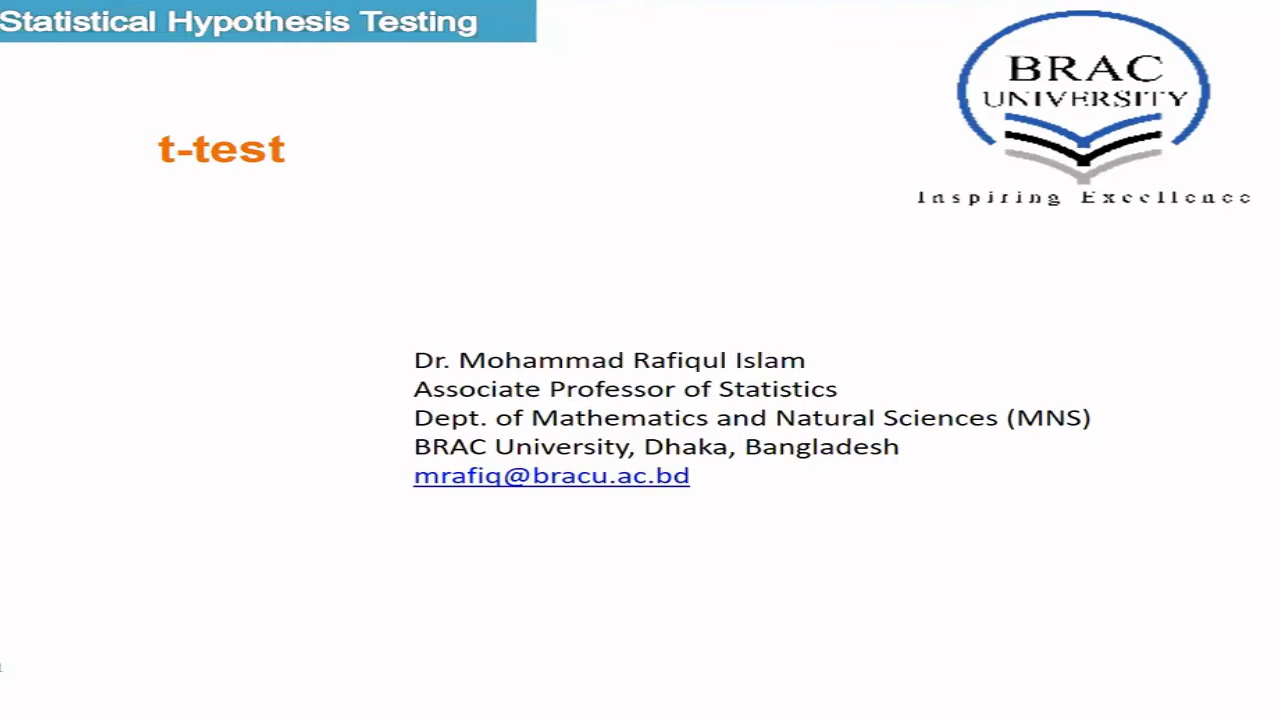 Statistical Hypothesis Testing
BRAC
UNIVERSITY
Inspiring Excellence
t-test
Dr. Mohammad Rafiqul Islam
Associate Professor of Statistics
Dept. of Mathematics and Natural Sciences (MNS)
BRAC University, Dhaka, Bangladesh
mrafiq@bracu.ac.bd
1